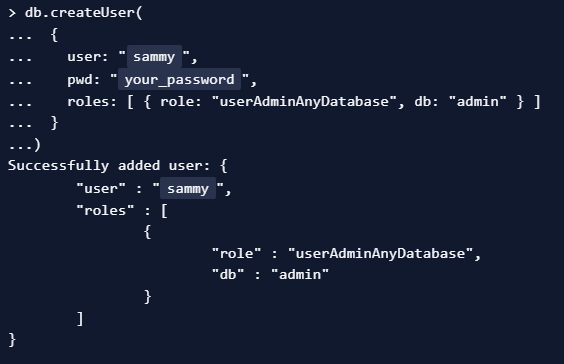 > db.createUser(
...  {
...    user: "sammy",
...    pwd: "your_password",
...    roles: [ { role: "userAdminAnyDatabase", db: "admin" } ]
...  }
...)
Successfully added user: {
        "user" : "sammy",
        "roles" : [
                {
                        "role" : "userAdminAnyDatabase",
                        "db" : "admin"
                }
        ]
}